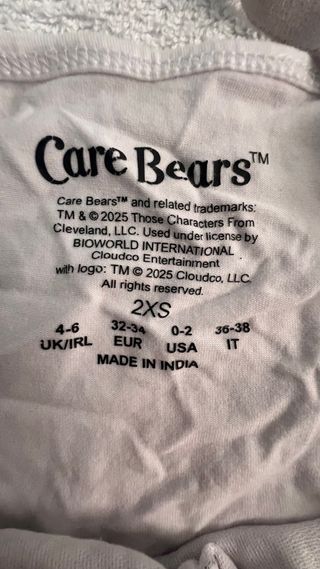 Care Bears™
Care Bears™ and related trademarks:
TM & © 2025 Those Characters From
Cleveland, LLC. Used under license by
BIOWORLD INTERNATIONAL
Cloudco Entertainment
with logo: TM © 2025 Cloudco, LLC.
All rights reserved.
2XS
4-6 32-34 0-2 36-38
UK/IRL EUR USA IT
MADE IN INDIA